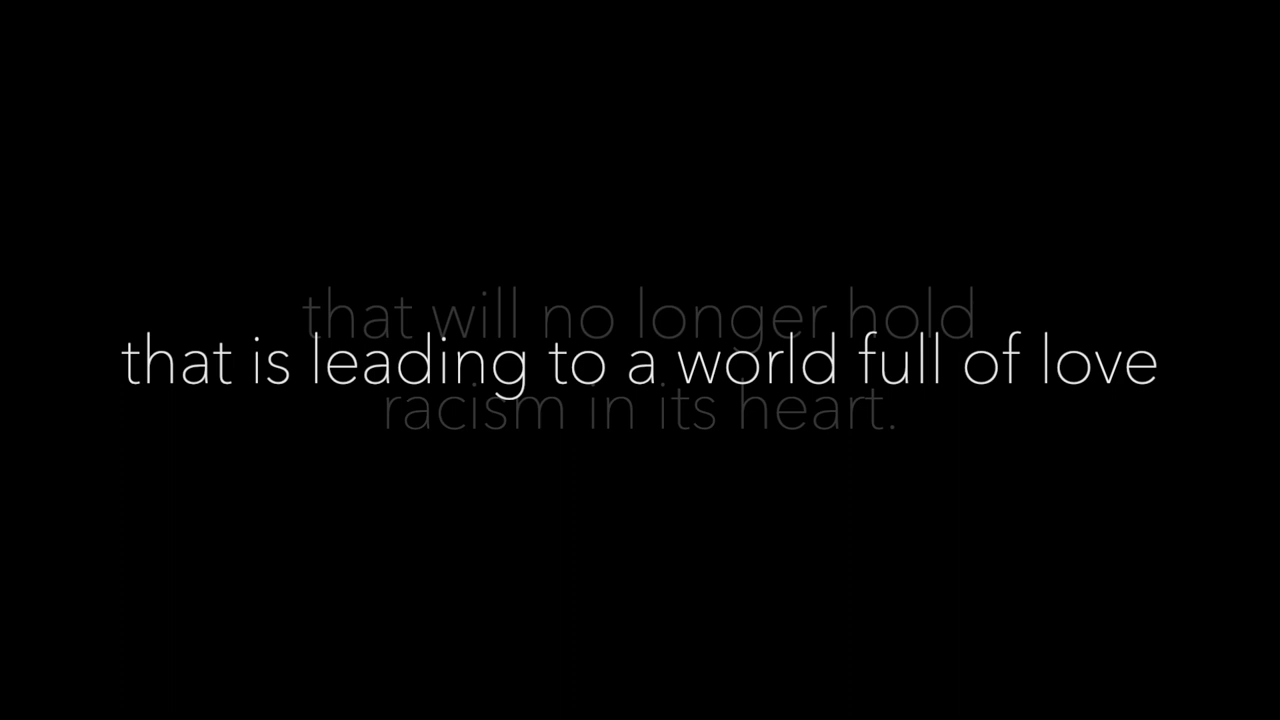 that will no longer hold
that is leading to a world full of love
racism in its heart.